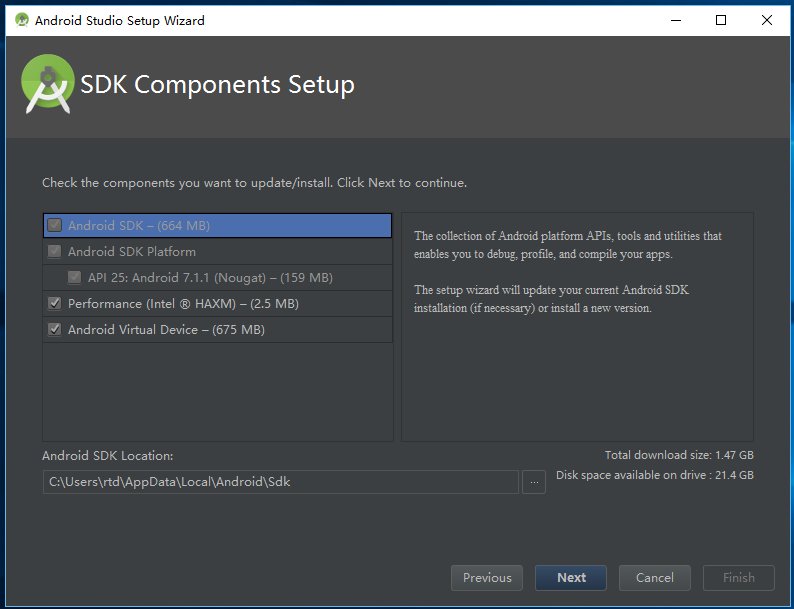 Android Studio Setup Wizard
SDK Components Setup
Check the components you want to update/install. Click Next to continue.
Android SDK – (664 MB)
Android SDK Platform
API 25: Android 7.1.1 (Nougat) – (159 MB)
Performance (Intel ® HAXM) – (2.5 MB)
Android Virtual Device – (675 MB)
The collection of Android platform APIs, tools and utilities that
enables you to debug, profile, and compile your apps.
The setup wizard will update your current Android SDK
installation (if necessary) or install a new version.
Android SDK Location:
C:\Users\rtd\AppData\Local\Android\Sdk
...
Total download size: 1.47 GB
Disk space available on drive : 21.4 GB
Previous
Next
Cancel
Finish